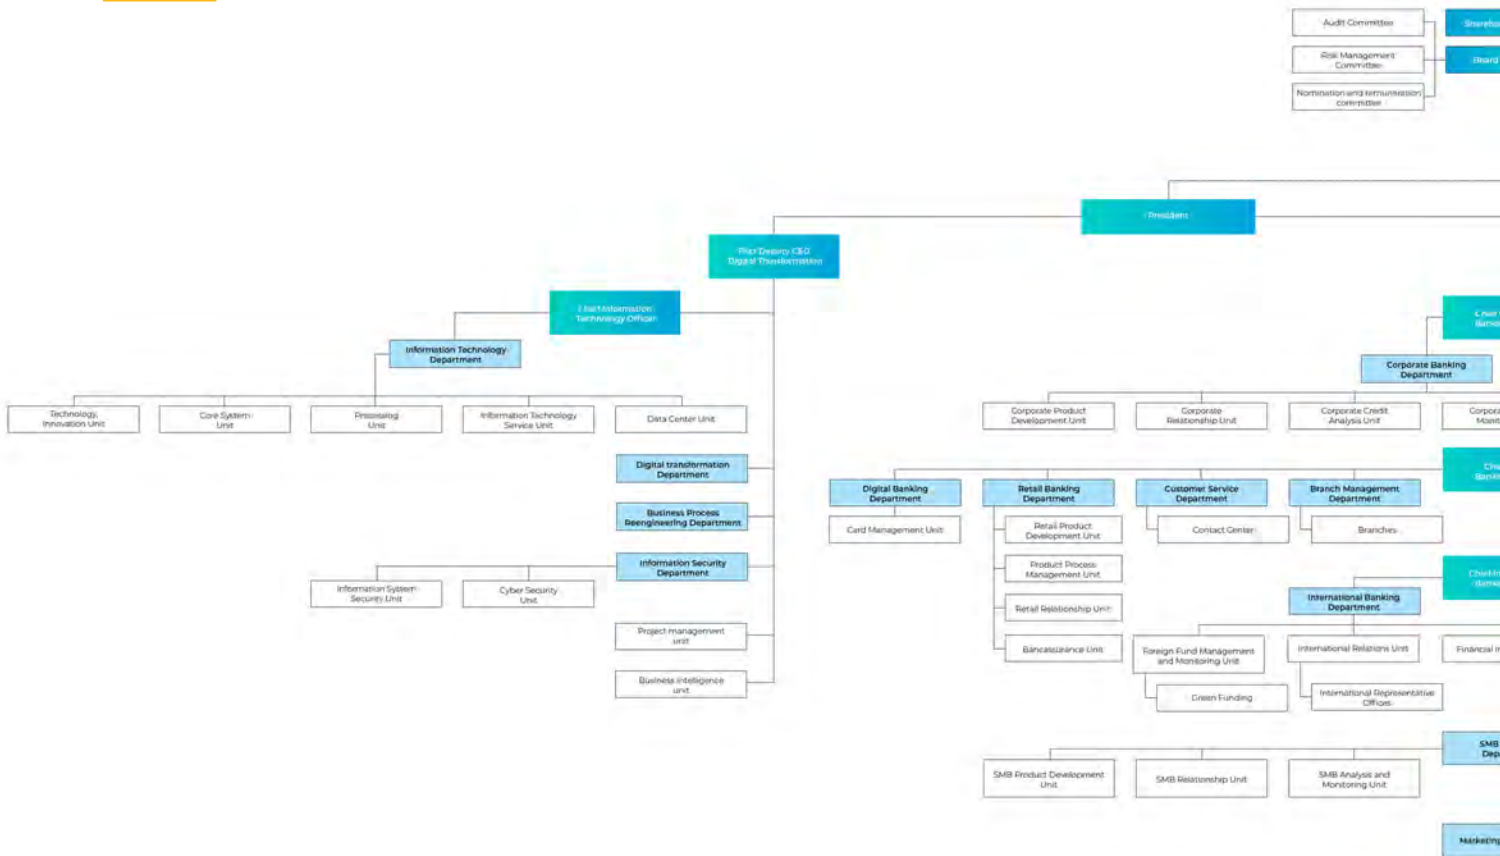 Audit Committee
Risk Management
Committee
Nomination and remuneration
committee
Board
President
First Deputy CEO
Digital Transformation
Chief Information
Technology Officer
Information Technology
Department
Technology,
Innovation Unit
Core System
Unit
Processing
Unit
Information Technology
Service Unit
Data Center Unit
Digital transformation
Department
Business Process
Reengineering Department
Information Security
Department
Information System
Security Unit
Cyber Security
Unit
Project management
unit
Business intelligence
unit
Chief
Corporate Banking
Department
Corporate Product
Development Unit
Corporate
Relationship Unit
Corporate Credit
Analysis Unit
Digital Banking
Department
Card Management Unit
Retail Banking
Department
Retail Product
Development Unit
Product Process
Management Unit
Retail Relationship Unit
Bancassurance Unit
Customer Service
Department
Contact Center
Branch Management
Department
Branches
International Banking
Department
Foreign Fund Management
and Monitoring Unit
Green Funding
International Relations Unit
International Representative
Offices
Financial
SMB
SMB Product Development
Unit
SMB Relationship Unit
SMB Analysis and
Monitoring Unit
Marketing